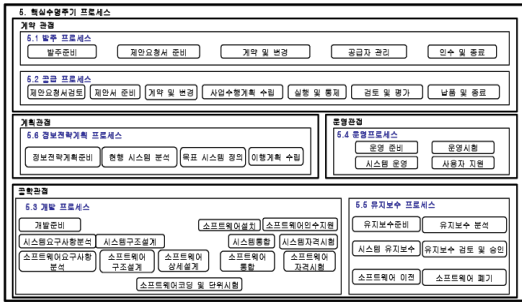 5. 핵심수명주기 프로세스
계약 관점
5.1 발주 프로세스
발주준비 제안요청서 준비 계약 및 변경 공급자 관리 인수 및 종료
5.2 공급 프로세스
제안요청서검토 제안서 준비 계약 및 변경 사업수행계획 수립 실행 및 통제 검토 및 평가 납품 및 종료
계획관점
5.6 정보전략계획 프로세스
정보전략계획준비 현행 시스템 분석 목표 시스템 정의 이행계획 수립
운영관점
5.4 운영프로세스
운영 준비 운영시험
시스템 운영 사용자 지원
공학관점
5.3 개발 프로세스
개발준비 소프트웨어설치 소프트웨어인수지원
시스템요구사항분석 시스템구조설계 시스템통합 시스템자격시험
소프트웨어요구사항 분석 소프트웨어 구조설계 소프트웨어 상세설계 소프트웨어 통합 소프트웨어 자격시험
소프트웨어코딩 및 단위시험
5.5 유지보수 프로세스
유지보수준비 유지보수 분석
시스템 유지보수 유지보수 검토 및 승인
소프트웨어 이전 소프트웨어 폐기